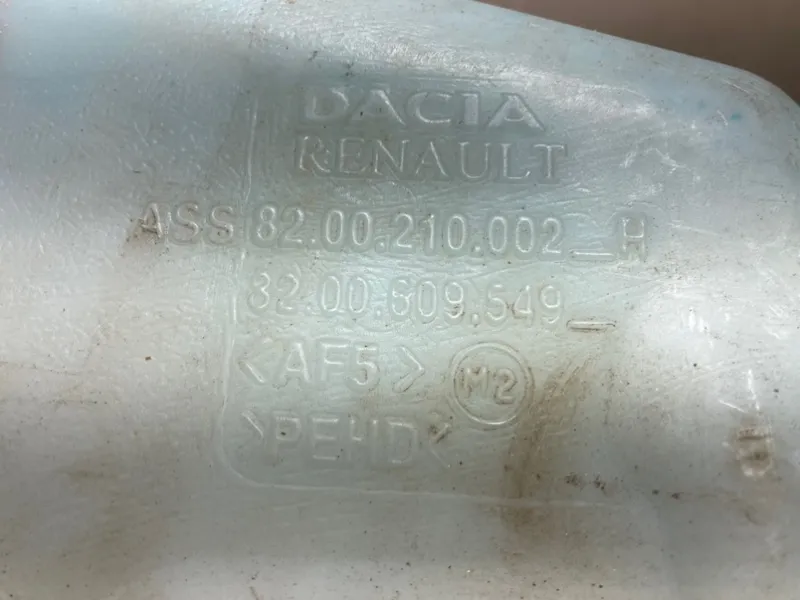 DACIA
RENAULT
ASS 82.00.210.002_H
82.00.609.549_
<AF5> M2
>PEHD<